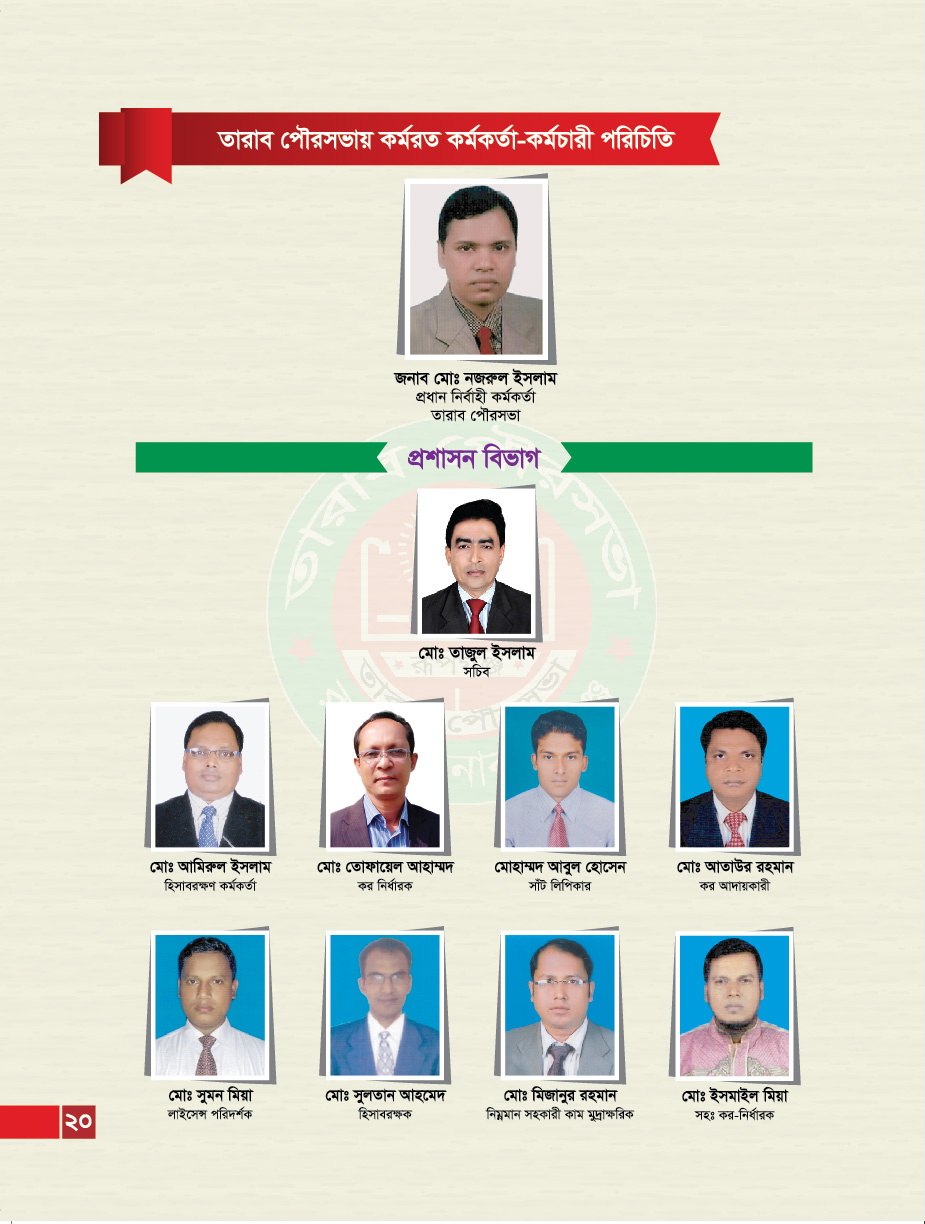 তারাব পৌরসভায় কর্মরত কর্মকর্তা-কর্মচারী পরিচিতি
জনাব মোঃ নজরুল ইসলাম
প্রধান নির্বাহী কর্মকর্তা
তারাব পৌরসভা
প্রশাসন বিভাগ
তারাব পৌরসভা
মোঃ তাজুল ইসলাম
সচিব
মোঃ আমিরুল ইসলাম
হিসাবরক্ষণ কর্মকর্তা
মোঃ তোফায়েল আহাম্মদ
কর নির্ধারক
মোহাম্মদ আবুল হোসেন
সাঁট লিপিকার
মোঃ আতাউর রহমান
কর আদায়কারী
মোঃ সুমন মিয়া
লাইসেন্স পরিদর্শক
মোঃ সুলতান আহমেদ
হিসাবরক্ষক
মোঃ মিজানুর রহমান
নিম্নমান সহকারী কাম মুদ্রাক্ষরিক
মোঃ ইসমাইল মিয়া
সহঃ কর-নির্ধারক
২০